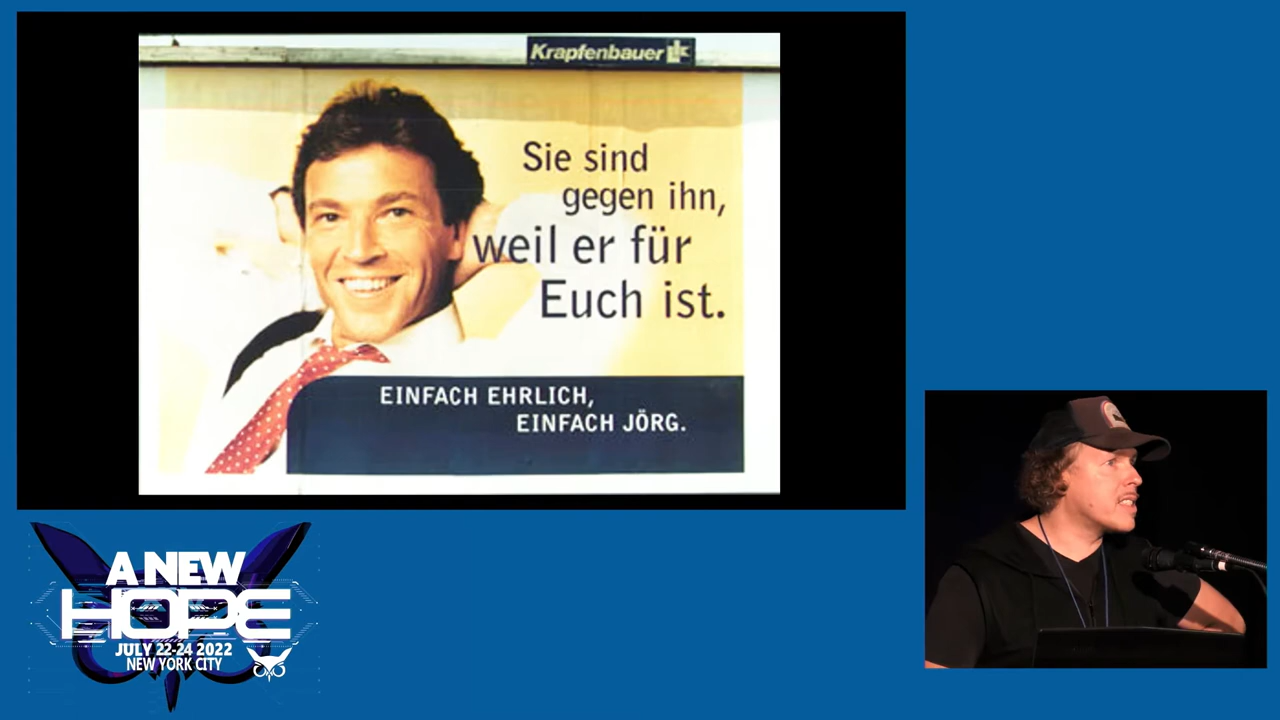 Krapfenbauer
Sie sind
gegen ihn,
weil er für
Euch ist.
EINFACH EHRLICH,
EINFACH JÖRG.
A NEW
HOPE
JULY 22-24 2022
NEW YORK CITY